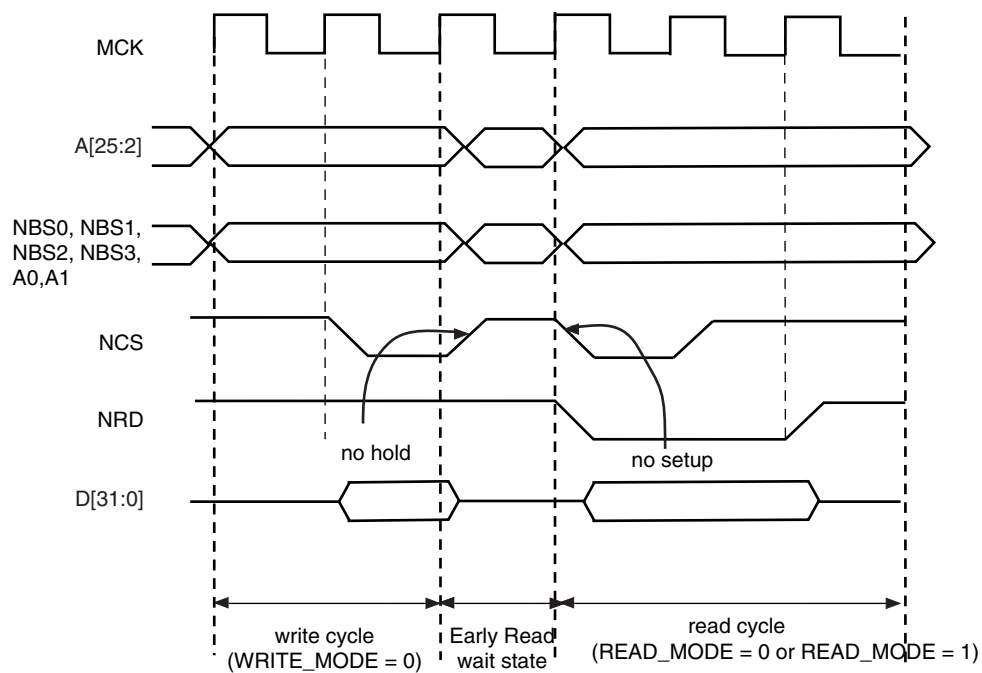 MCK
A[25:2]
NBS0, NBS1,
NBS2, NBS3,
A0,A1
NCS
NRD
no hold
no setup
D[31:0]
write cycle
(WRITE_MODE = 0)
Early Read
wait state
read cycle
(READ_MODE = 0 or READ_MODE = 1)